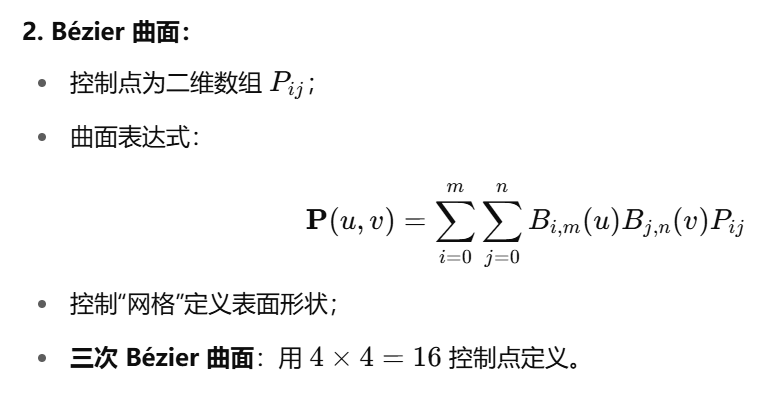 2. Bézier 曲面：
• 控制点为二维数组 P_{ij}；
• 曲面表达式：
\mathbf{P}(u,v) = \sum_{i=0}^{m} \sum_{j=0}^{n} B_{i,m}(u) B_{j,n}(v) P_{ij}
• 控制“网格”定义表面形状；
• 三次 Bézier 曲面：用 4 × 4 = 16 控制点定义。